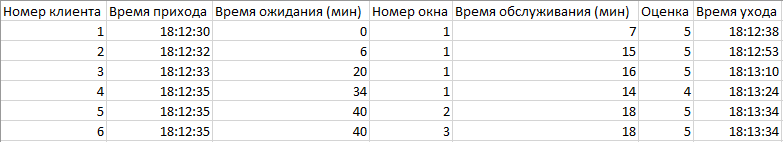 Номер клиента Время прихода Время ожидания (мин) Номер окна Время обслуживания (мин) Оценка Время ухода
1 18:12:30 0 1 7 5 18:12:38
2 18:12:32 6 1 15 5 18:12:53
3 18:12:33 20 1 16 5 18:13:10
4 18:12:35 34 1 14 4 18:13:24
5 18:12:35 40 2 18 5 18:13:34
6 18:12:35 40 3 18 5 18:13:34